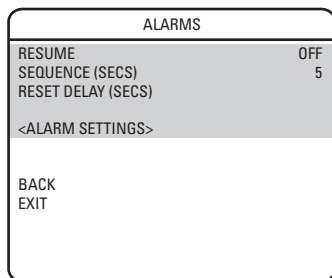 ALARMS
RESUME OFF
SEQUENCE (SECS) 5
RESET DELAY (SECS)
<ALARM SETTINGS>
BACK
EXIT